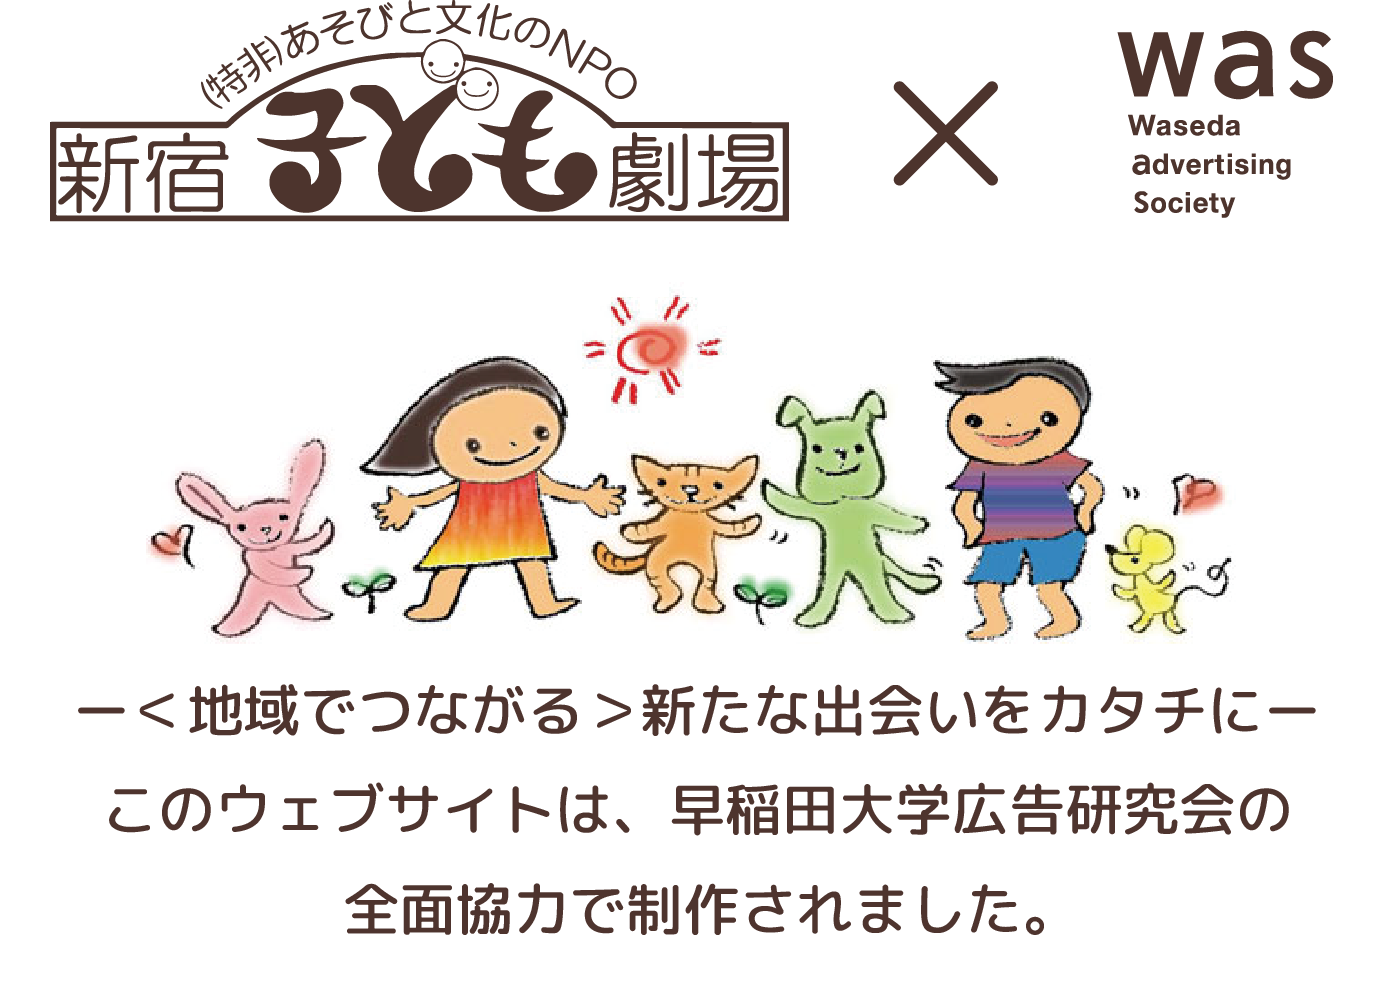 (特非)あそびと文化のNPO
新宿子ども劇場
×
was
Waseda
advertising
Society
ー＜地域でつながる＞新たな出会いをカタチにー
このウェブサイトは、早稲田大学広告研究会の
全面協力で制作されました。